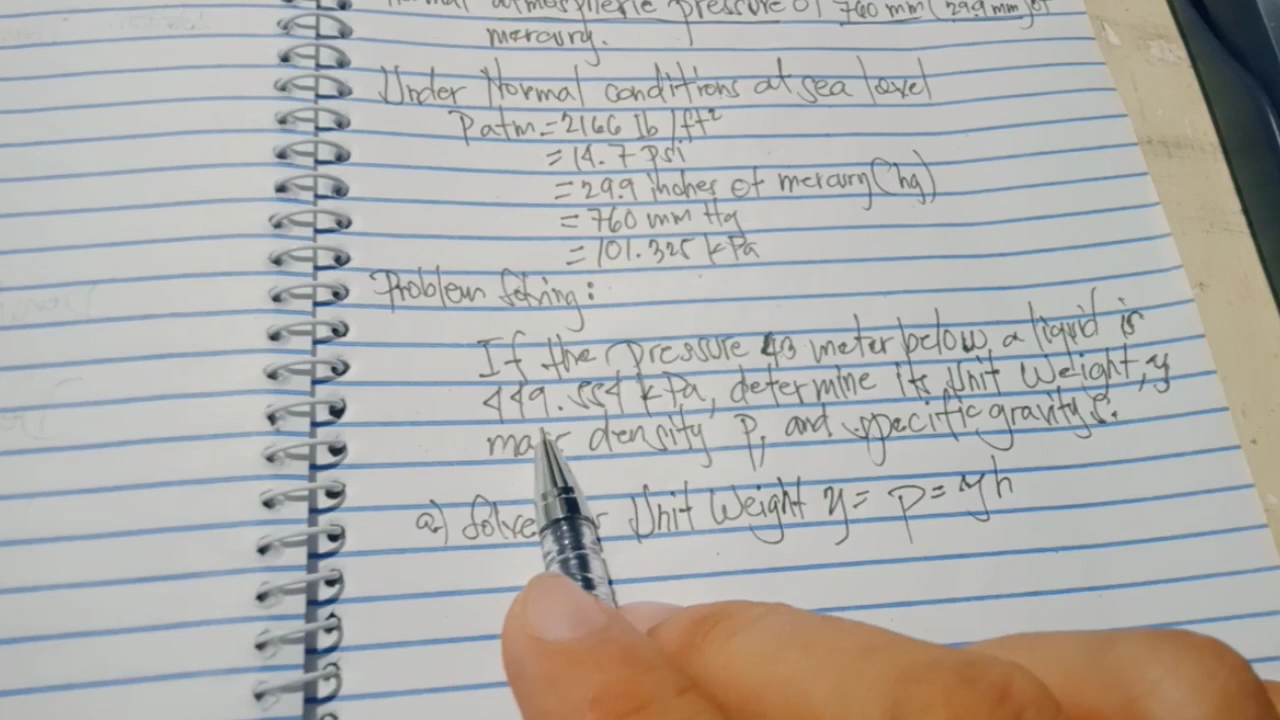 Normal atmospheric pressure of 760 mm (29.9 mm) of
mercury.
Under Normal conditions at sea level
Patm = 2166 lb/ft²
= 14.7 psi
= 29.9 inches of mercury (hg)
= 760 mm Hg
= 101.325 kPa
Problem Solving:
If the pressure 43 meter below a liquid is
449.554 kPa, determine its Unit Weight, y
density p, and specific gravity s.
a) Solve Unit Weight y = p = yh